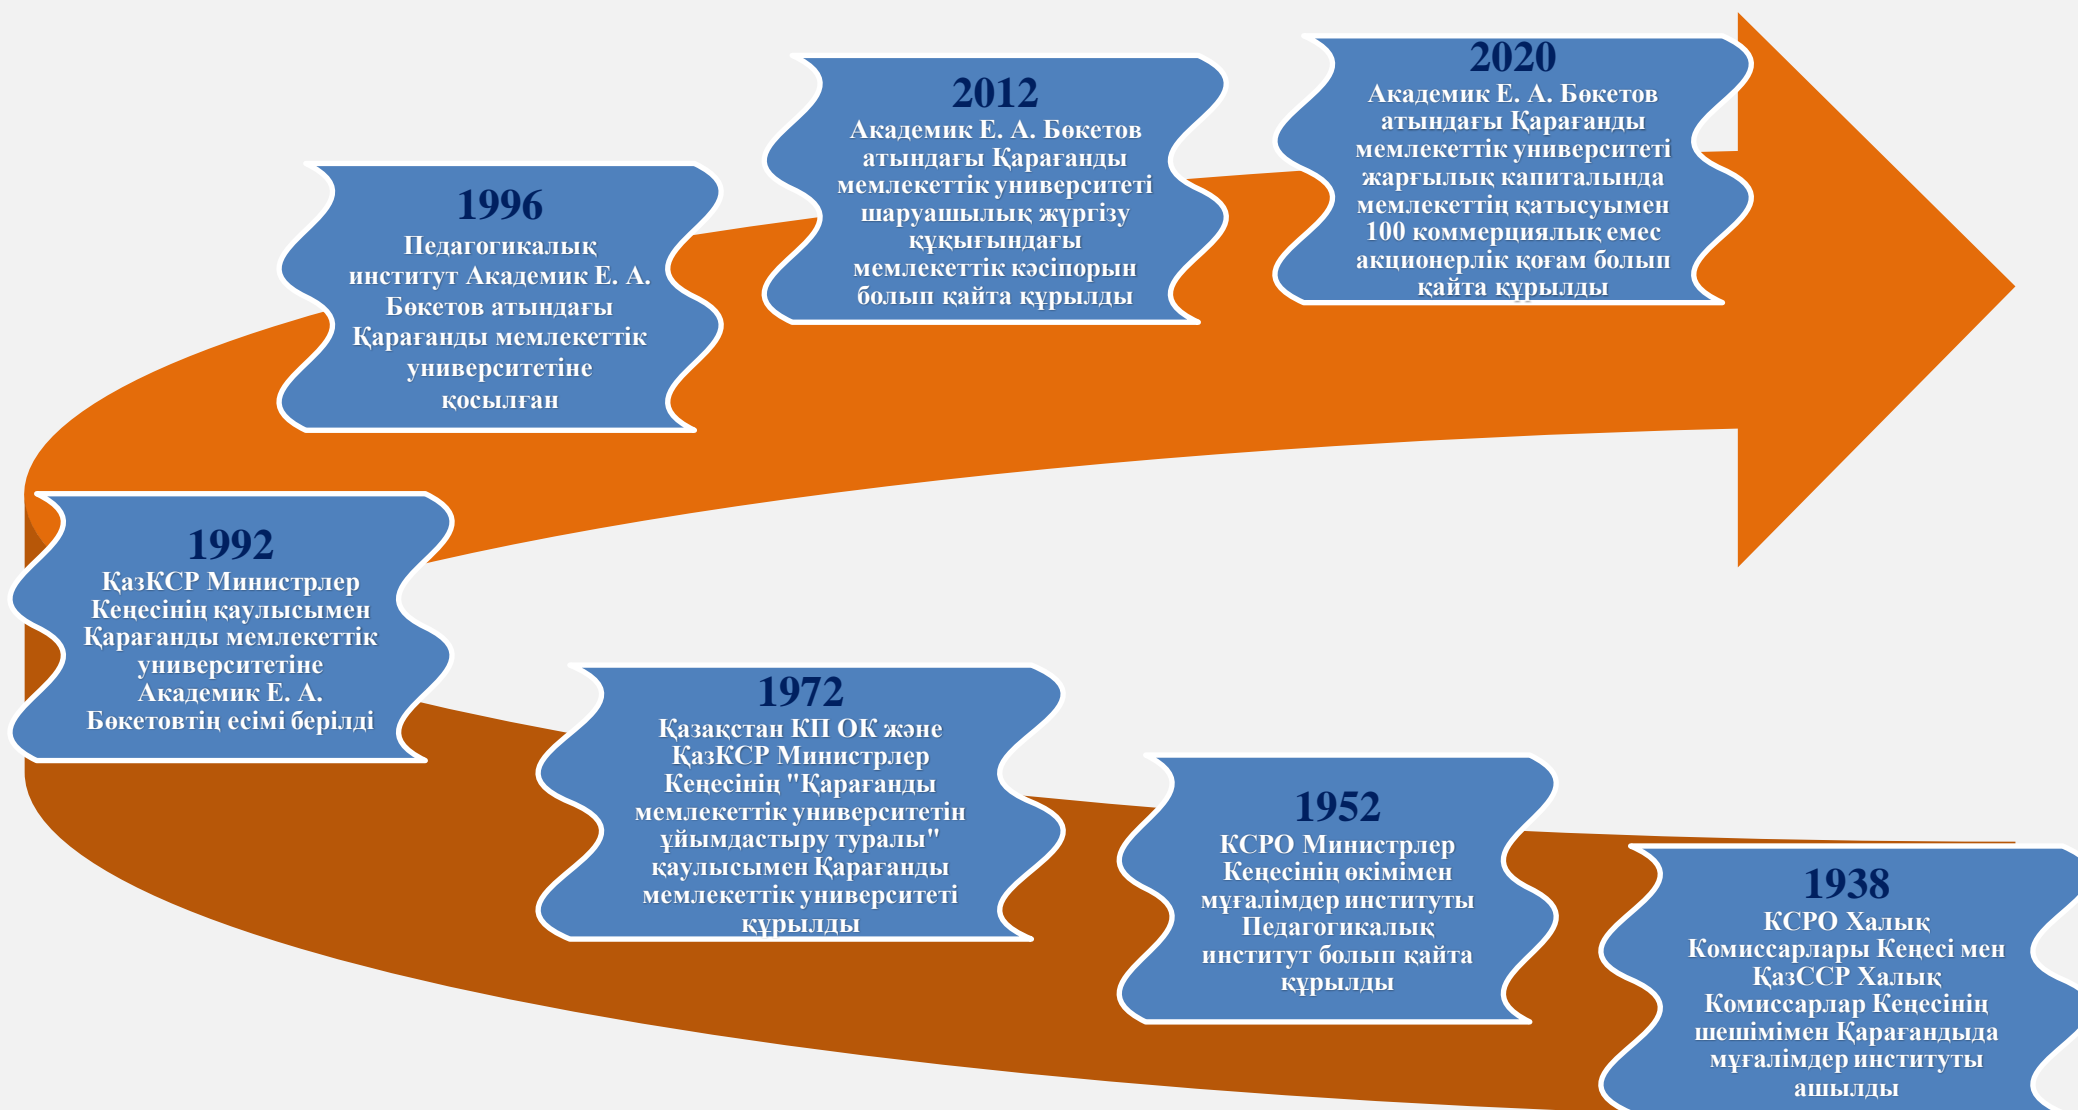 2020
Академик Е. А. Бөкетов
атындағы Қарағанды
мемлекеттік университеті
жарғылық капиталында
мемлекеттің қатысуымен
100 коммерциялық емес
акционерлік қоғам болып
қайта құрылды
2012
Академик Е. А. Бөкетов
атындағы Қарағанды
мемлекеттік университеті
шаруашылық жүргізу
құқығындағы
мемлекеттік кәсіпорын
болып қайта құрылды
1996
Педагогикалық
институт Академик Е. А.
Бөкетов атындағы
Қарағанды мемлекеттік
университетіне
қосылған
1992
ҚазКСР Министрлер
Кеңесінің қаулысымен
Қарағанды мемлекеттік
университетіне
Академик Е. А.
Бөкетовтің есімі берілді
1972
Қазақстан КП ОК және
ҚазКСР Министрлер
Кеңесінің "Қарағанды
мемлекеттік университетін
ұйымдастыру туралы"
қаулысымен Қарағанды
мемлекеттік университеті
құрылды
1952
КСРО Министрлер
Кеңесінің өкімімен
мұғалімдер институты
Педагогикалық
институт болып қайта
құрылды
1938
КСРО Халық
Комиссарлары Кеңесі мен
ҚазССР Халық
Комиссарлар Кеңесінің
шешімімен Қарағандыда
мұғалімдер институты
ашылды